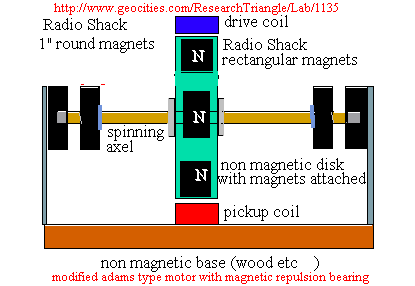 http://www.geocities.com/ResearchTriangle/Lab/1135
Radio Shack
1" round magnets
drive coil
Radio Shack
rectangular magnets
N
N
N
spinning
axel
non magnetic disk
with magnets attached
pickup coil
non magnetic base (wood etc )
modified adams type motor with magnetic repulsion bearing